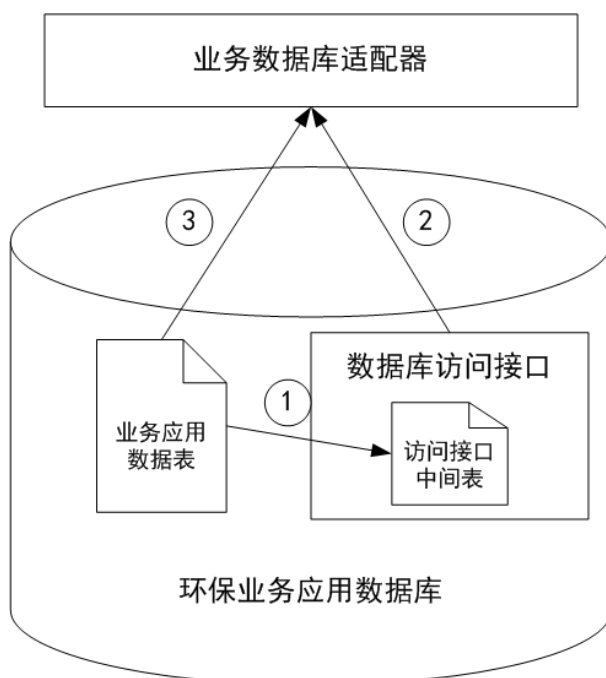 业务数据库适配器
3
2
数据库访问接口
1
业务应用
数据表
访问接口
中间表
环保业务应用数据库